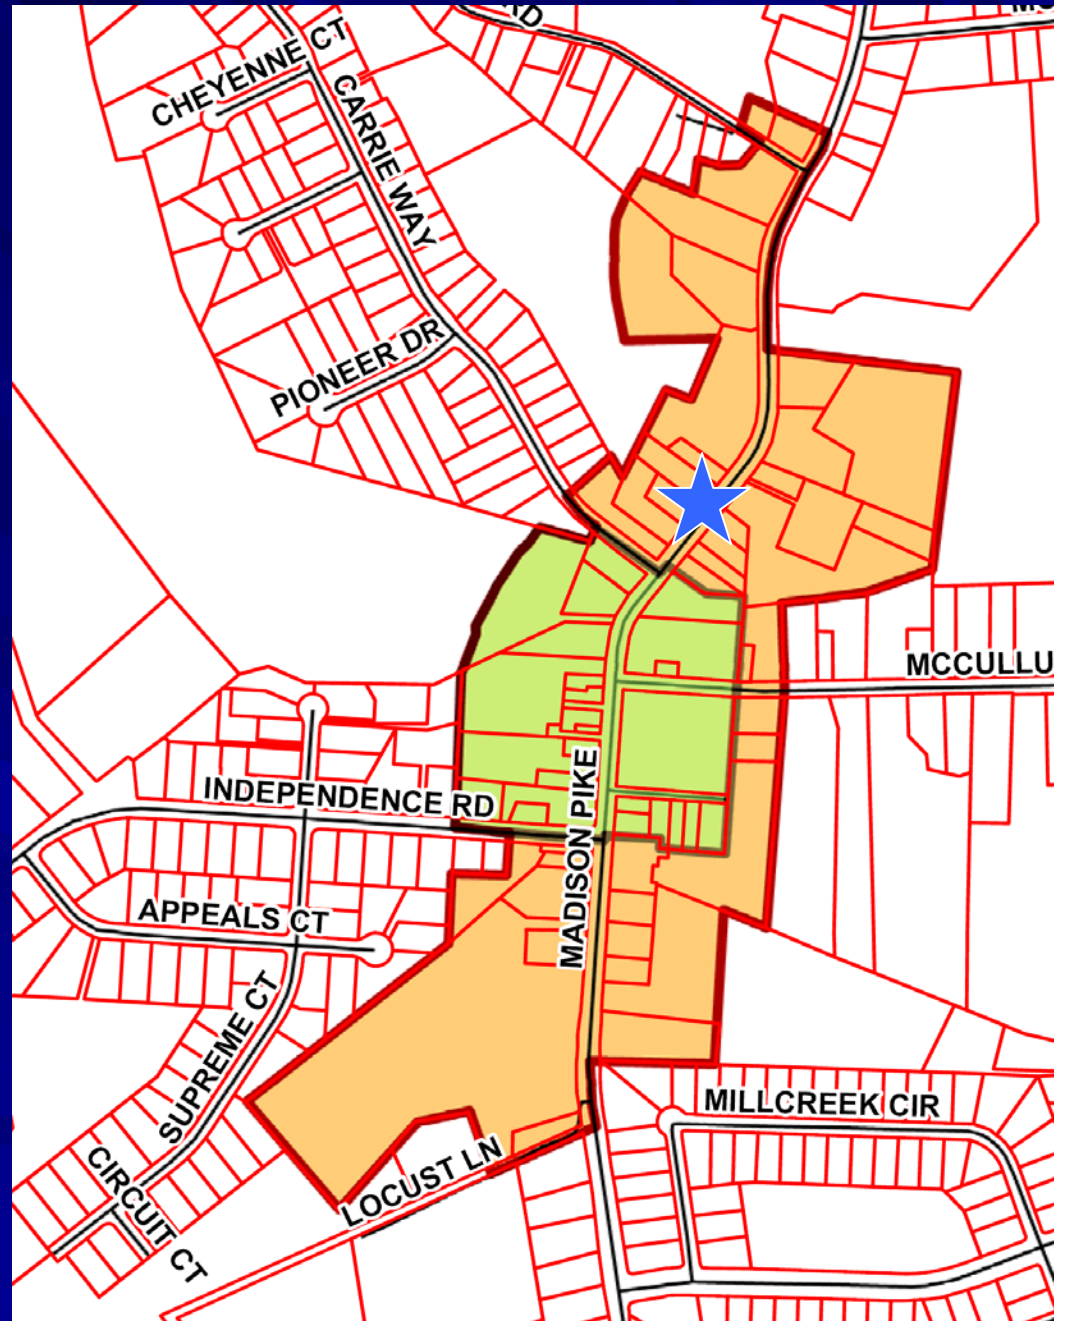 CHEYENNE CT
CARRIE WAY
PIONEER DR
MCCULLU
INDEPENDENCE RD
MADISON PIKE
APPEALS CT
SUPREME CT
MILLCREEK CIR
LOCUST LN
CIRCUIT CT